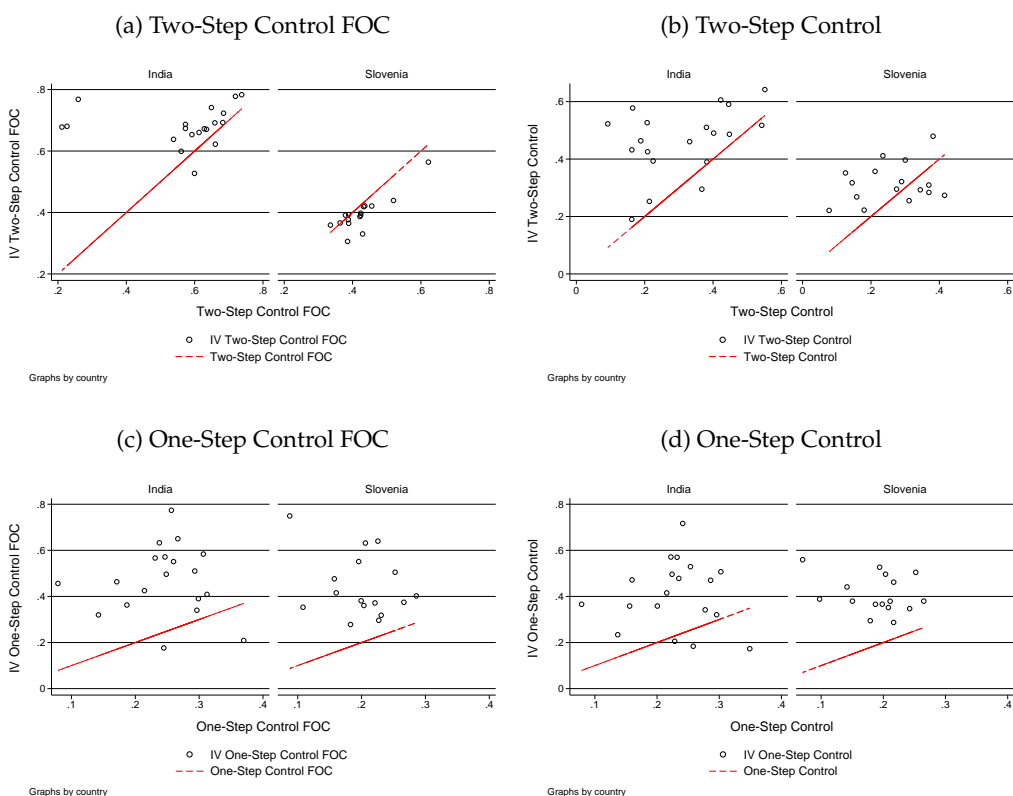 (a) Two-Step Control FOC
India Slovenia
.8
.6
.4
.2
IV Two-Step Control FOC
.2 .4 .6 .8 .2 .4 .6 .8
Two-Step Control FOC
IV Two-Step Control FOC
Two-Step Control FOC
Graphs by country
(b) Two-Step Control
India Slovenia
.6
.4
.2
0
IV Two-Step Control
0 .2 .4 .6 0 .2 .4 .6
Two-Step Control
IV Two-Step Control
Two-Step Control
Graphs by country
(c) One-Step Control FOC
India Slovenia
.8
.6
.4
.2
0
IV One-Step Control FOC
.1 .2 .3 .4 .1 .2 .3 .4
One-Step Control FOC
IV One-Step Control FOC
One-Step Control FOC
Graphs by country
(d) One-Step Control
India Slovenia
.8
.6
.4
.2
0
IV One-Step Control
.1 .2 .3 .4 .1 .2 .3 .4
One-Step Control
IV One-Step Control
One-Step Control
Graphs by country